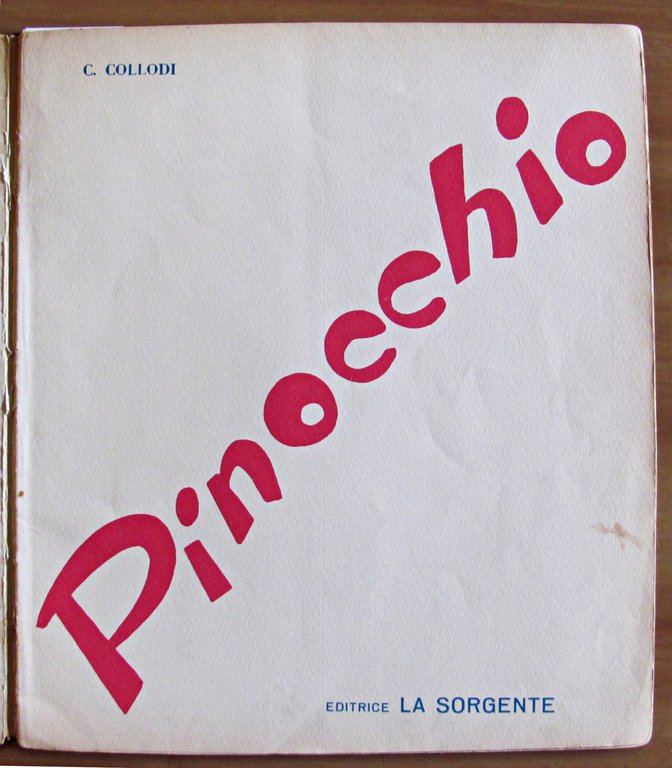 C. COLLODI
Pinocchio
EDITRICE LA SORGENTE